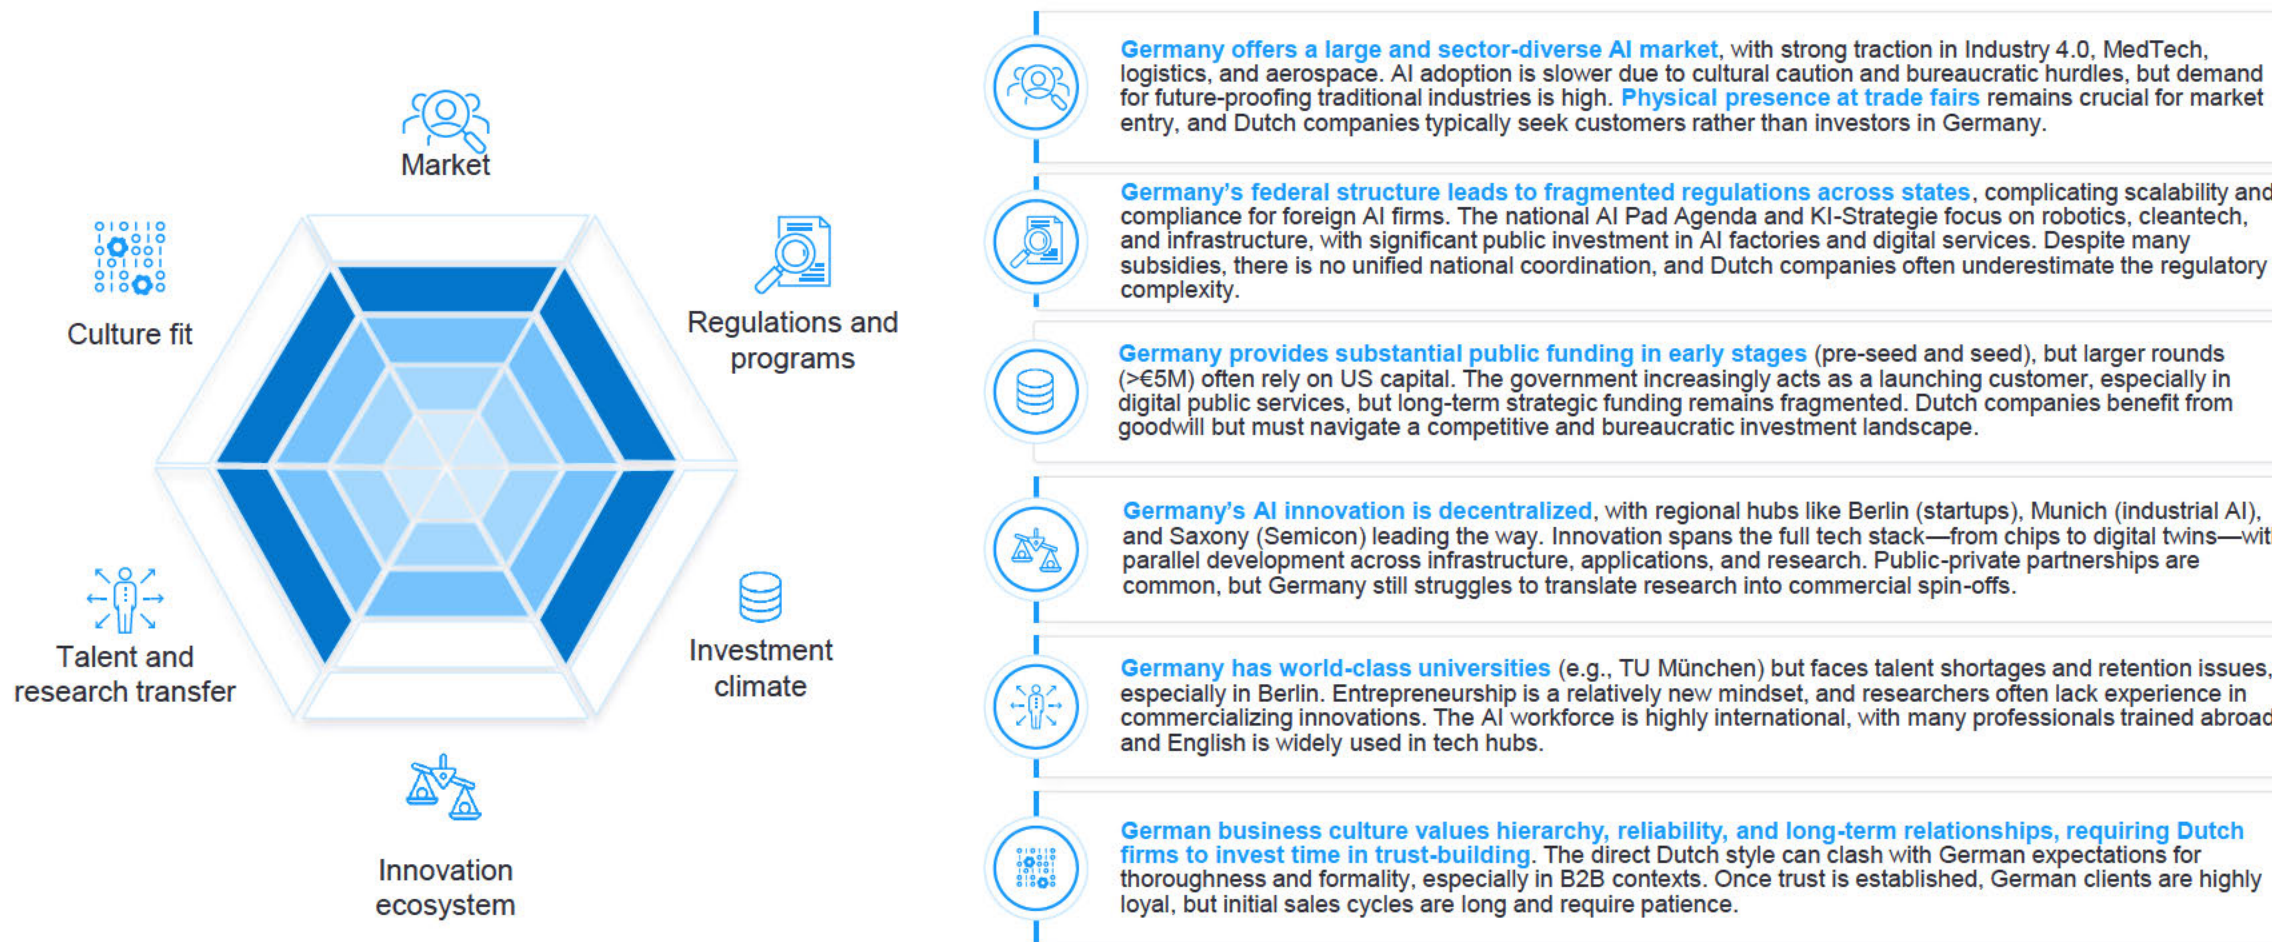 Market
Culture fit
Regulations and
programs
Talent and
research transfer
Investment
climate
Innovation
ecosystem
Germany offers a large and sector-diverse AI market, with strong traction in Industry 4.0, MedTech,
logistics, and aerospace. AI adoption is slower due to cultural caution and bureaucratic hurdles, but demand
for future-proofing traditional industries is high. Physical presence at trade fairs remains crucial for market
entry, and Dutch companies typically seek customers rather than investors in Germany.
Germany’s federal structure leads to fragmented regulations across states, complicating scalability and
compliance for foreign AI firms. The national AI Pad Agenda and KI-Strategie focus on robotics, cleantech,
and infrastructure, with significant public investment in AI factories and digital services. Despite many
subsidies, there is no unified national coordination, and Dutch companies often underestimate the regulatory
complexity.
Germany provides substantial public funding in early stages (pre-seed and seed), but larger rounds
(>€5M) often rely on US capital. The government increasingly acts as a launching customer, especially in
digital public services, but long-term strategic funding remains fragmented. Dutch companies benefit from
goodwill but must navigate a competitive and bureaucratic investment landscape.
Germany’s AI innovation is decentralized, with regional hubs like Berlin (startups), Munich (industrial AI),
and Saxony (Semicon) leading the way. Innovation spans the full tech stack—from chips to digital twins—wit
parallel development across infrastructure, applications, and research. Public-private partnerships are
common, but Germany still struggles to translate research into commercial spin-offs.
Germany has world-class universities (e.g., TU München) but faces talent shortages and retention issues,
especially in Berlin. Entrepreneurship is a relatively new mindset, and researchers often lack experience in
commercializing innovations. The AI workforce is highly international, with many professionals trained abroad
and English is widely used in tech hubs.
German business culture values hierarchy, reliability, and long-term relationships, requiring Dutch
firms to invest time in trust-building. The direct Dutch style can clash with German expectations for
thoroughness and formality, especially in B2B contexts. Once trust is established, German clients are highly
loyal, but initial sales cycles are long and require patience.